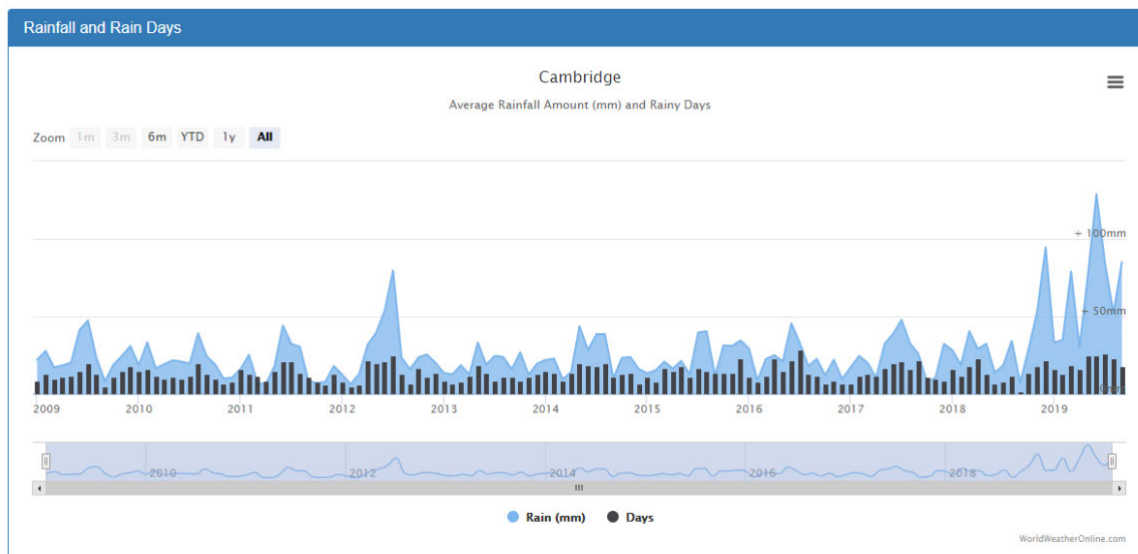 Rainfall and Rain Days
Cambridge
Average Rainfall Amount (mm) and Rainy Days
Zoom 1m 3m 6m YTD 1y All
+ 100mm
+ 50mm
0mm
2009 2010 2011 2012 2013 2014 2015 2016 2017 2018 2019
2010 2012 2014 2016 2018
Rain (mm) Days
WorldWeatherOnline.com